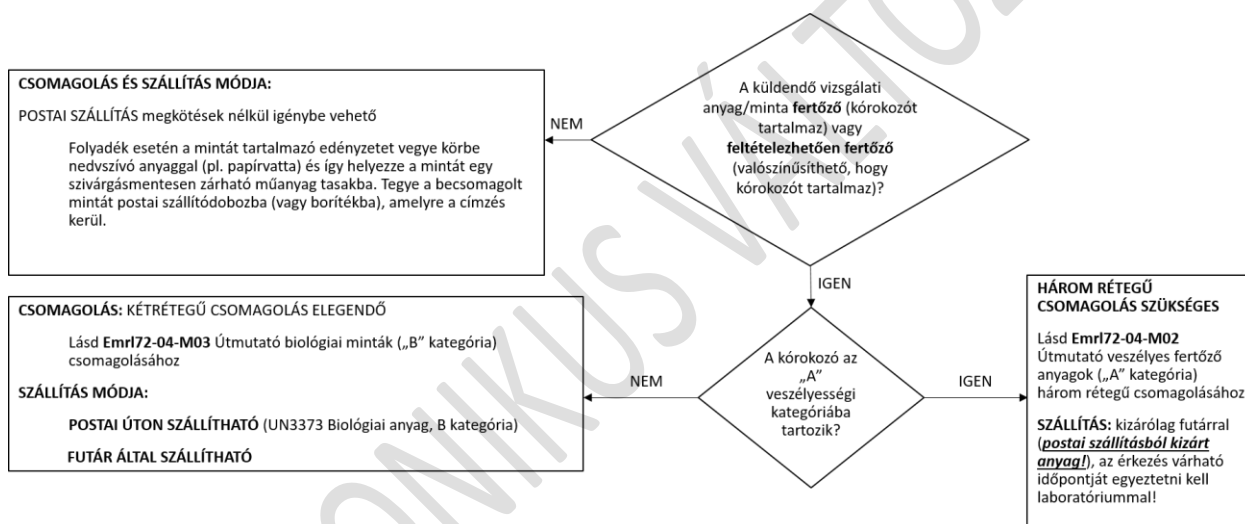 A küldendő vizsgálati
anyag/minta fertőző (kórokozót
tartalmaz) vagy
feltételezhetően fertőző
(valószínűsíthető, hogy
kórokozót tartalmaz)?
NEM
CSOMAGOLÁS ÉS SZÁLLÍTÁS MÓDJA:
POSTAI SZÁLLÍTÁS megkötések nélkül igénybe vehető
Folyadék esetén a mintát tartalmazó edényzetet vegye körbe
nedvszívó anyaggal (pl. papírvatta) és így helyezze a mintát egy
szivárgásmentesen zárható műanyag tasakba. Tegye a becsomagolt
mintát postai szállítódobozba (vagy borítékba), amelyre a címzés
kerül.
IGEN
A kórokozó az
„A”
veszélyességi
kategóriába
tartozik?
NEM
CSOMAGOLÁS: KÉTRÉTEGŰ CSOMAGOLÁS ELEGENDŐ
Lásd Emrl72-04-M03 Útmutató biológiai minták („B” kategória)
csomagolásához
SZÁLLÍTÁS MÓDJA:
POSTAI ÚTON SZÁLLÍTHATÓ (UN3373 Biológiai anyag, B kategória)
FUTÁR ÁLTAL SZÁLLÍTHATÓ
IGEN
HÁROM RÉTEGŰ
CSOMAGOLÁS SZÜKSÉGES
Lásd Emrl72-04-M02
Útmutató veszélyes fertőző
anyagok („A” kategória)
három rétegű csomagolásához
SZÁLLÍTÁS: kizárólag futárral
(postai szállításból kizárt
anyag!), az érkezés várható
időpontját egyeztetni kell
laboratóriummal!